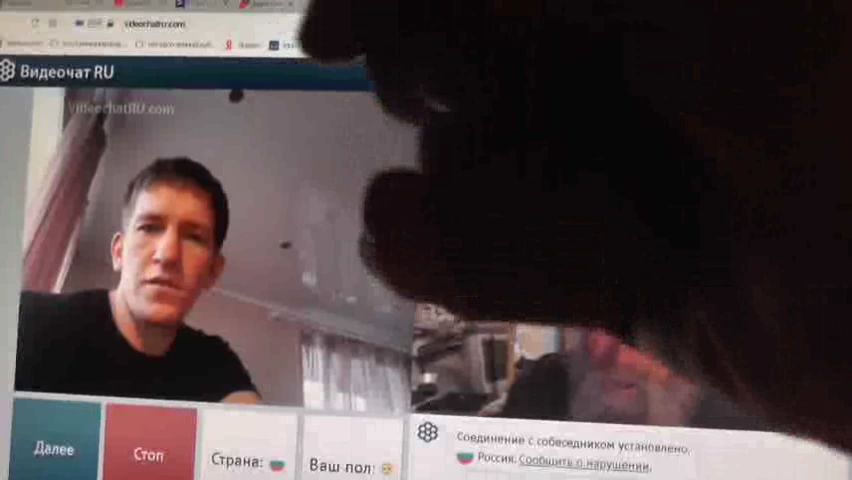 videochatru.com
Видеочат RU
VideochatRU.com
Далее
Стоп
Страна:
Ваш пол:
Соединение с собеседником установлено.
Россия. Сообщить о нарушении.